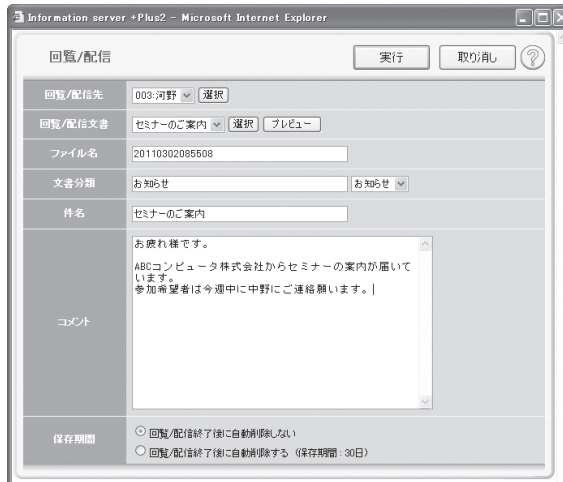 Information server +Plus2 - Microsoft Internet Explorer
回覧/配信 実行 取り消し ?
回覧/配信先 003:河野 選択
回覧/配信文書 セミナーのご案内 選択 プレビュー
ファイル名 20110302085508
文書分類 お知らせ お知らせ
件名 セミナーのご案内
お疲れ様です。
ABCコンピュータ株式会社からセミナーの案内が届いて
います。
参加希望者は今週中に中野にご連絡願います。
コメント
保存期間 回覧/配信終了後に自動削除しない
回覧/配信終了後に自動削除する (保存期間:30日)